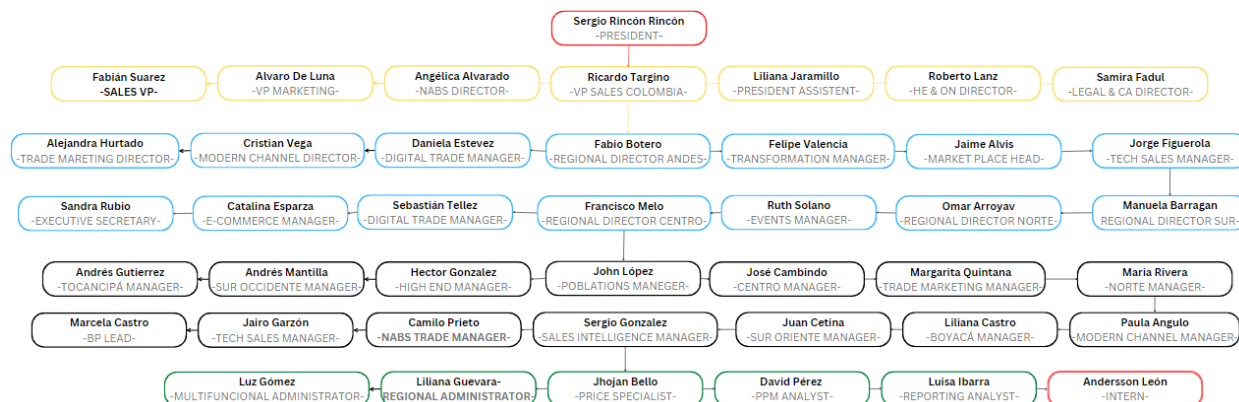 Sergio Rincón Rincón
-PRESIDENT-
Fabián Suarez
-SALES VP-
Alvaro De Luna
-VP MARKETING-
Angélica Alvarado
-NABS DIRECTOR-
Ricardo Targino
-VP SALES COLOMBIA-
Liliana Jaramillo
-PRESIDENT ASSISTENT-
Roberto Lanz
-HE & ON DIRECTOR-
Samira Fadul
-LEGAL & CA DIRECTOR-
Alejandra Hurtado
-TRADE MARETING DIRECTOR-
Cristian Vega
-MODERN CHANNEL DIRECTOR-
Daniela Estevez
-DIGITAL TRADE MANAGER-
Fabio Botero
-REGIONAL DIRECTOR ANDES-
Felipe Valencia
-TRANSFORMATION MANAGER-
Jaime Alvis
-MARKET PLACE HEAD-
Jorge Figuerola
-TECH SALES MANAGER-
Sandra Rubio
-EXECUTIVE SECRETARY-
Catalina Esparza
-E-COMMERCE MANAGER-
Sebastián Tellez
-DIGITAL TRADE MANAGER-
Francisco Melo
-REGIONAL DIRECTOR CENTRO-
Ruth Solano
-EVENTS MANAGER-
Omar Arroyav
-REGIONAL DIRECTOR NORTE-
Manuela Barragan
REGIONAL DIRECTOR SUR-
Andrés Gutierrez
-TOCANCIPÁ MANAGER-
Andrés Mantilla
-SUR OCCIDENTE MANAGER-
Hector Gonzalez
-HIGH END MANAGER-
John López
-POBLATIONS MANEGER-
José Cambindo
-CENTRO MANAGER-
Margarita Quintana
-TRADE MARKETING MANAGER-
Maria Rivera
-NORTE MANAGER-
Marcela Castro
-BP LEAD-
Jairo Garzón
-TECH SALES MANAGER-
Camilo Prieto
-NABS TRADE MANAGER-
Sergio Gonzalez
-SALES INTELLIGENCE MANAGER-
Juan Cetina
-SUR ORIENTE MANAGER-
Liliana Castro
-BOYACÁ MANAGER-
Paula Angulo
-MODERN CHANNEL MANAGER-
Luz Gómez
-MULTIFUNCIONAL ADMINISTRATOR-
Liliana Guevara-
REGIONAL ADMINISTRATOR-
Jhojan Bello
-PRICE SPECIALIST-
David Pérez
-PPM ANALYST-
Luisa Ibarra
-REPORTING ANALYST-
Andersson León
-INTERN-